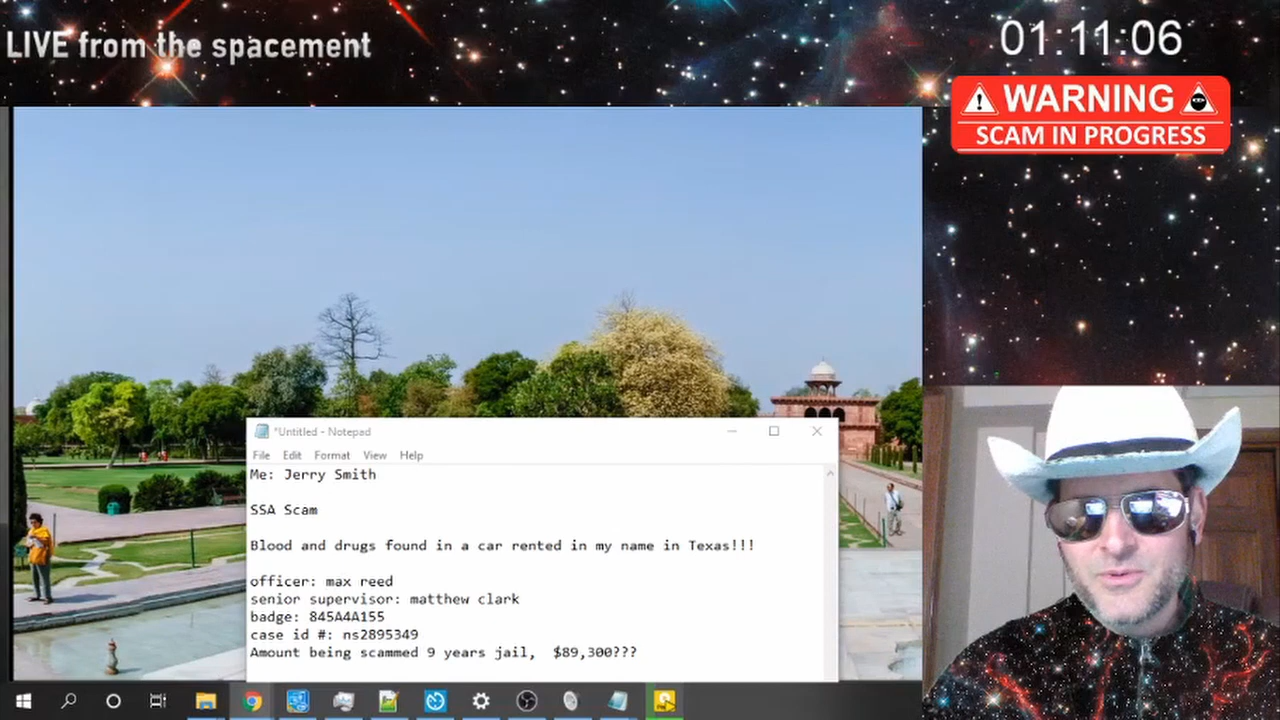 LIVE from the spacement
01:11:06
WARNING
SCAM IN PROGRESS
*Untitled - Notepad
File Edit Format View Help
Me: Jerry Smith
SSA Scam
Blood and drugs found in a car rented in my name in Texas!!!
officer: max reed
senior supervisor: matthew clark
badge: 845A4A155
case id #: ns2895349
Amount being scammed 9 years jail, $89,300???